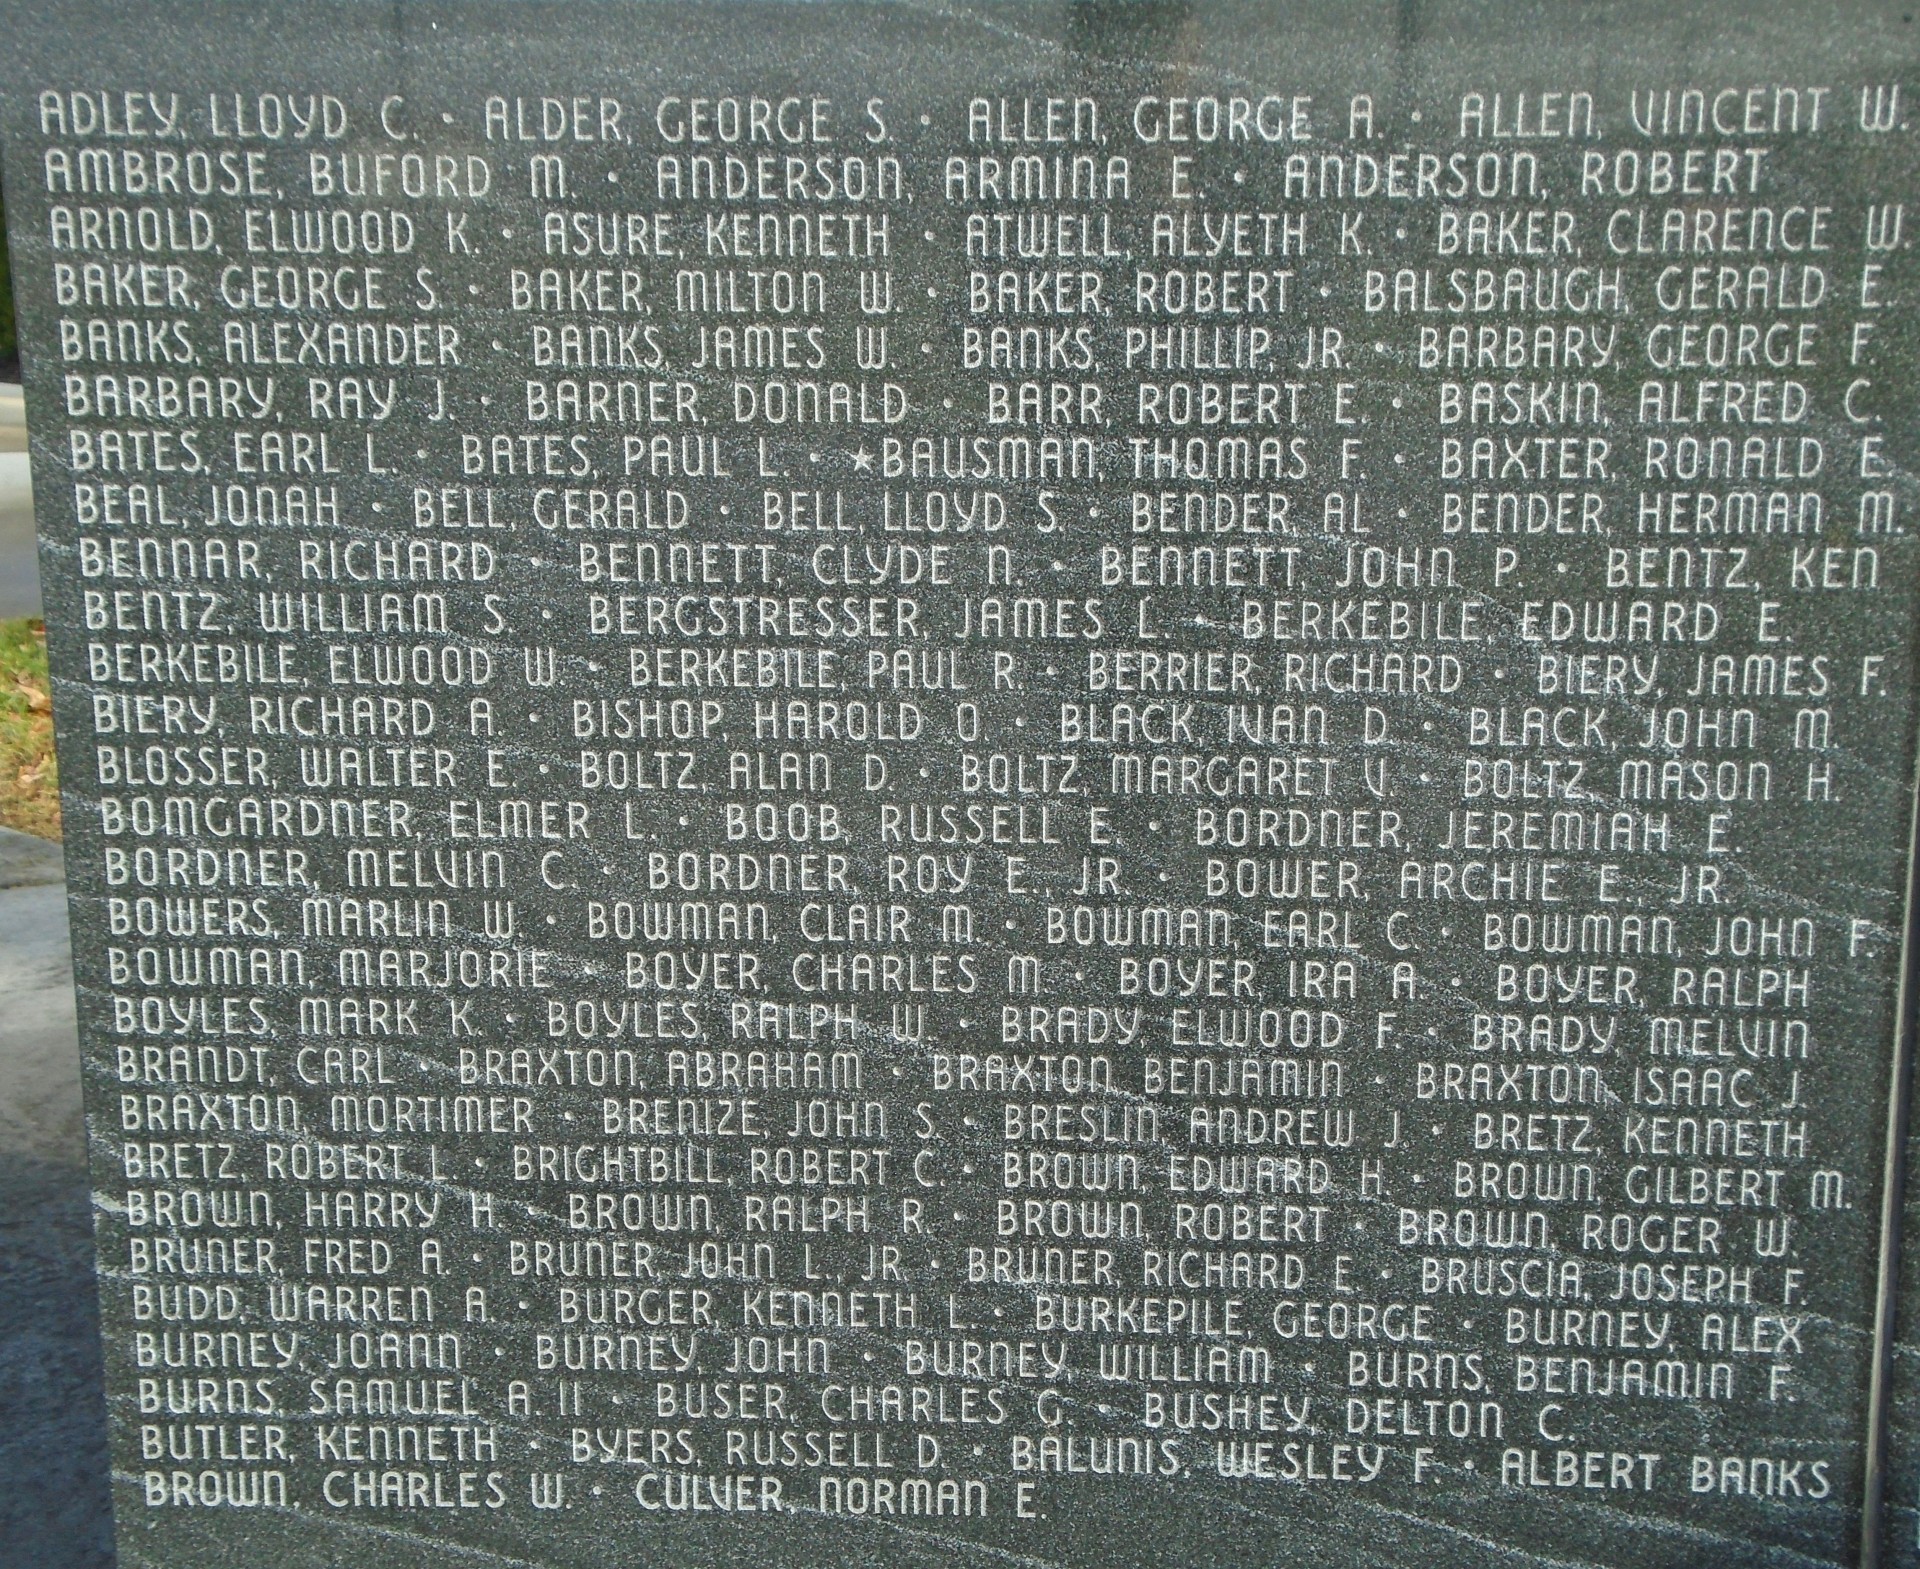 ADLEY, LLOYD C. · ALDER, GEORGE S. · ALLEN, GEORGE A. · ALLEN, VINCENT W.
AMBROSE, BUFORD M. · ANDERSON, ARMINA E. · ANDERSON, ROBERT
ARNOLD, ELWOOD K. · ASURE, KENNETH · ATWELL, ALYETH K. · BAKER, CLARENCE W.
BAKER, GEORGE S. · BAKER, MILTON W. · BAKER, ROBERT · BALSBAUGH, GERALD E.
BANKS, ALEXANDER · BANKS, JAMES W. · BANKS, PHILLIP, JR. · BARBARY, GEORGE F.
BARBARY, RAY J. · BARNER, DONALD · BARR, ROBERT E. · BASKIN, ALFRED C.
BATES, EARL L. · BATES, PAUL L. · ★BAUSMAN, THOMAS F. · BAXTER, RONALD E.
BEAL, JONAH · BELL, GERALD · BELL, LLOYD S. · BENDER, AL · BENDER, HERMAN M.
BENNAR, RICHARD · BENNETT, CLYDE N. · BENNETT, JOHN P. · BENTZ, KEN
BENTZ, WILLIAM S. · BERGSTRESSER, JAMES L. · BERKEBILE, EDWARD E.
BERKEBILE, ELWOOD W. · BERKEBILE, PAUL R. · BERRIER, RICHARD · BIERY, JAMES F.
BIERY, RICHARD A. · BISHOP, HAROLD O. · BLACK, IVAN D. · BLACK, JOHN M.
BLOSSER, WALTER E. · BOLTZ, ALAN D. · BOLTZ, MARGARET V. · BOLTZ, MASON H.
BOMGARDNER, ELMER L. · BOOB, RUSSELL E. · BORDNER, JEREMIAH E.
BORDNER, MELVIN C. · BORDNER, ROY E., JR. · BOWER, ARCHIE E., JR.
BOWERS, MARLIN W. · BOWMAN, CLAIR M. · BOWMAN, EARL C. · BOWMAN, JOHN F.
BOWMAN, MARJORIE · BOYER, CHARLES M. · BOYER, IRA A. · BOYER, RALPH
BOYLES, MARK K. · BOYLES, RALPH W. · BRADY, ELWOOD F. · BRADY, MELVIN
BRANDT, CARL · BRAXTON, ABRAHAM · BRAXTON, BENJAMIN · BRAXTON, ISAAC J.
BRAXTON, MORTIMER · BRENIZE, JOHN S. · BRESLIN, ANDREW J. · BRETZ, KENNETH
BRETZ, ROBERT L. · BRIGHTBILL, ROBERT C. · BROWN, EDWARD H. · BROWN, GILBERT M.
BROWN, HARRY H. · BROWN, RALPH R. · BROWN, ROBERT · BROWN, ROGER W.
BRUNER, FRED A. · BRUNER, JOHN L., JR. · BRUNER, RICHARD E. · BRUSCIA, JOSEPH F.
BUDD, WARREN A. · BURGER, KENNETH L. · BURKEPILE, GEORGE · BURNEY, ALEX
BURNEY, JOANN · BURNEY, JOHN · BURNEY, WILLIAM · BURNS, BENJAMIN F.
BURNS, SAMUEL A. II · BUSER, CHARLES G. · BUSHEY, DELTON C.
BUTLER, KENNETH · BYERS, RUSSELL D. · BALUNIS, WESLEY F. · ALBERT BANKS
BROWN, CHARLES W. · CULVER, NORMAN E.